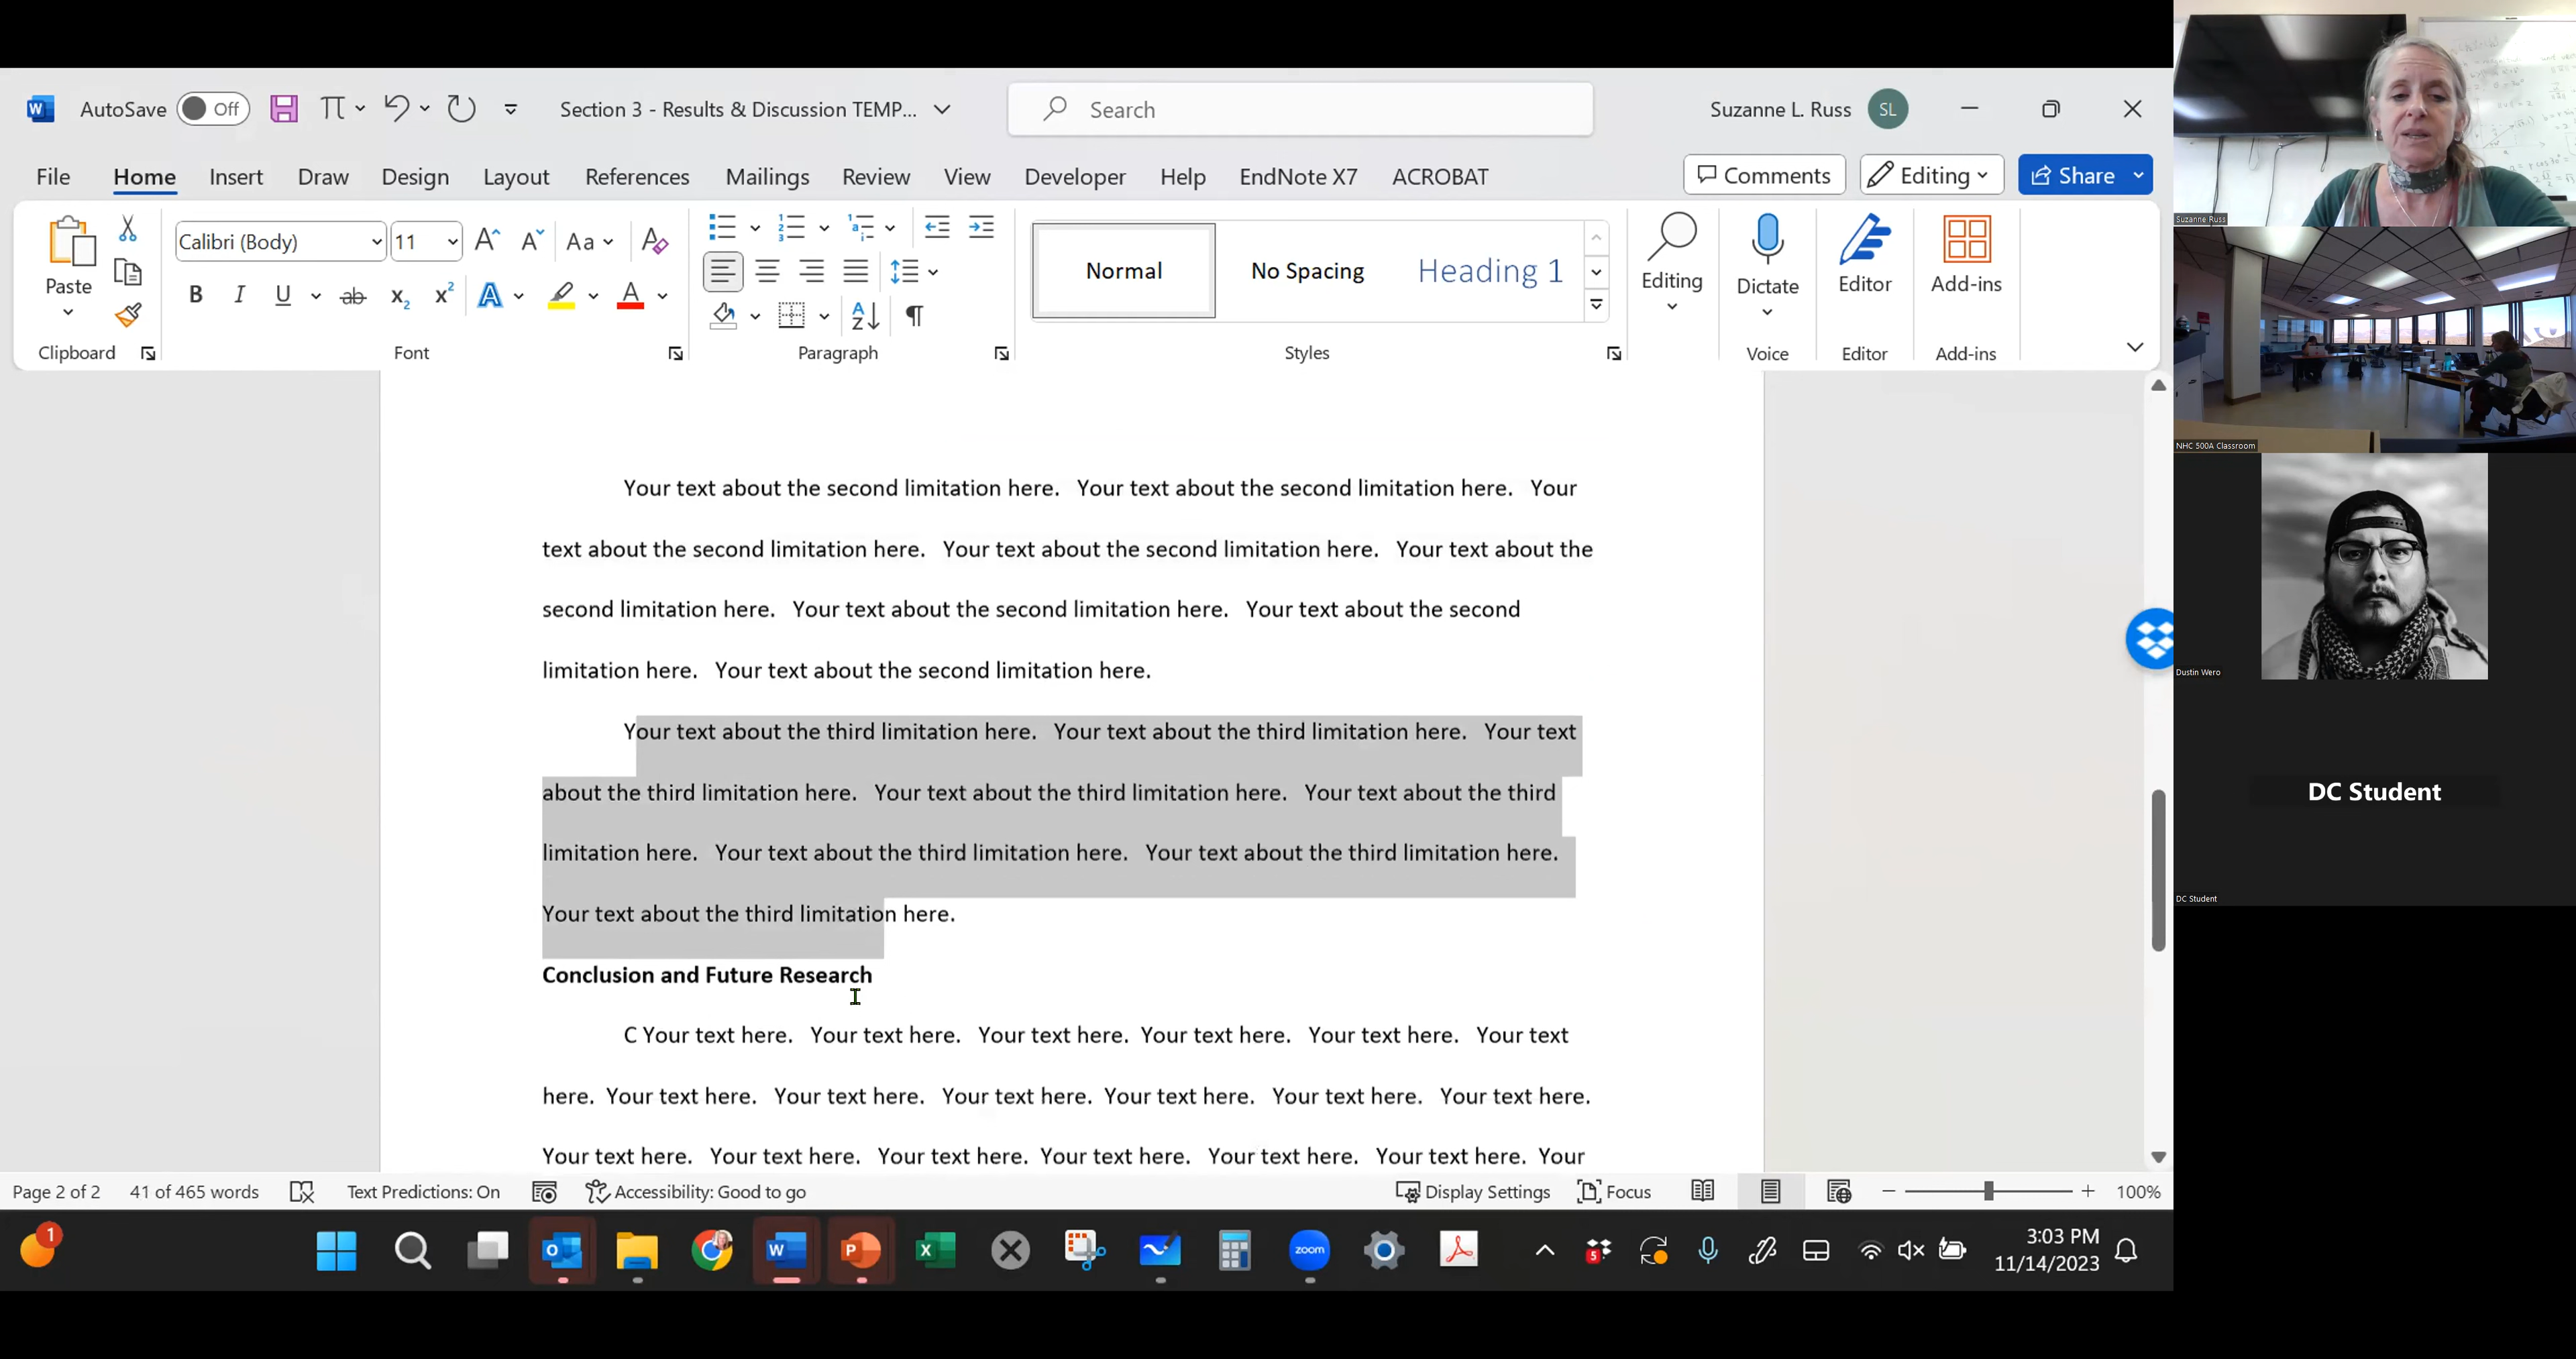 AutoSave Off Section 3 - Results & Discussion TEMP... Search Suzanne L. Russ SL
File Home Insert Draw Design Layout References Mailings Review View Developer Help EndNote X7 ACROBAT Comments Editing Share
Paste
Clipboard
Calibri (Body) 11
Font
Paragraph
Normal No Spacing Heading 1
Styles
Editing
Dictate
Voice
Editor
Editor
Add-ins
Add-ins
Your text about the second limitation here. Your text about the second limitation here. Your
text about the second limitation here. Your text about the second limitation here. Your text about the
second limitation here. Your text about the second limitation here. Your text about the second
limitation here. Your text about the second limitation here.
Your text about the third limitation here. Your text about the third limitation here. Your text
about the third limitation here. Your text about the third limitation here. Your text about the third
limitation here. Your text about the third limitation here. Your text about the third limitation here.
Your text about the third limitation here.
Conclusion and Future Research
C Your text here. Your text here. Your text here. Your text here. Your text here. Your text
here. Your text here. Your text here. Your text here. Your text here. Your text here. Your text here.
Your text here. Your text here. Your text here. Your text here. Your text here. Your text here. Your
Page 2 of 2 41 of 465 words Text Predictions: On Accessibility: Good to go Display Settings Focus 100%
1
zoom
5
3:03 PM
11/14/2023
Suzanne Russ
NHC 500A Classroom
Dustin Wero
DC Student
DC Student